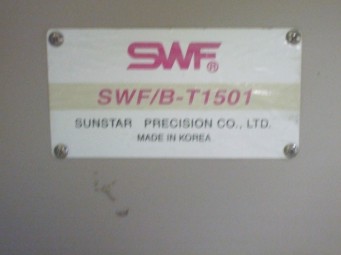 SWF®
SWF/B-T1501
SUNSTAR PRECISION CO., LTD.
MADE IN KOREA